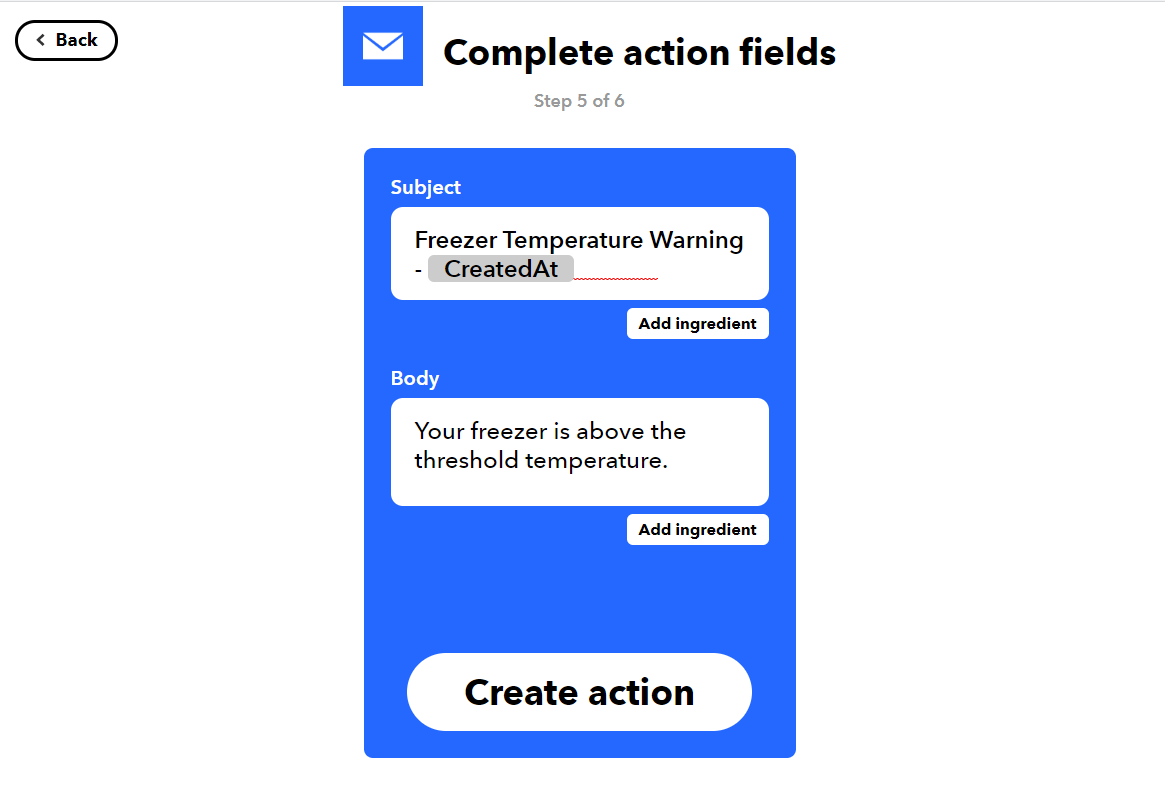 Back
Complete action fields
Step 5 of 6
Subject
Freezer Temperature Warning
- CreatedAt
Add ingredient
Body
Your freezer is above the
threshold temperature.
Add ingredient
Create action